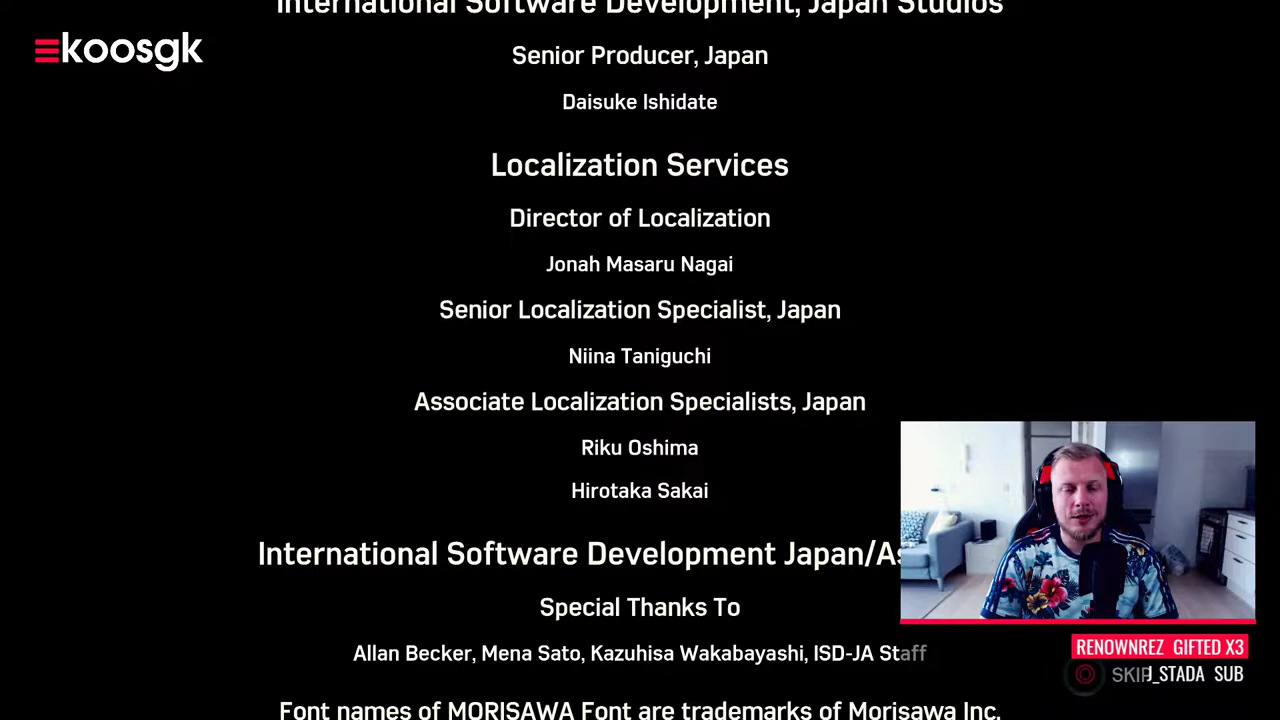 International Software Development, Japan Studios
koosgk
Senior Producer, Japan
Daisuke Ishidate
Localization Services
Director of Localization
Jonah Masaru Nagai
Senior Localization Specialist, Japan
Niina Taniguchi
Associate Localization Specialists, Japan
Riku Oshima
Hirotaka Sakai
International Software Development Japan/As
Special Thanks To
Allan Becker, Mena Sato, Kazuhisa Wakabayashi, ISD-JA Staff
RENOWNREZ GIFTED X3
SKIP
J_STADA SUB
Font names of MORISAWA Font are trademarks of Morisawa Inc.